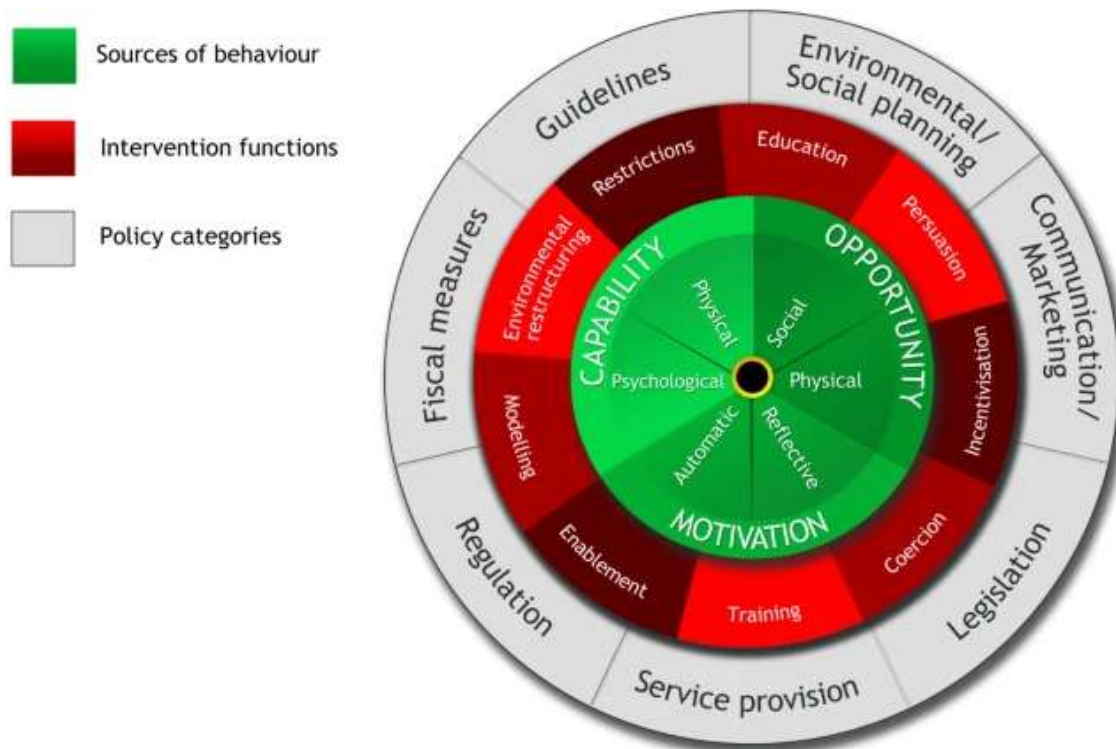 Sources of behaviour
Intervention functions
Policy categories
Guidelines
Environmental/
Social planning
Communication/
Marketing
Legislation
Service provision
Regulation
Fiscal measures
Restrictions
Education
Persuasion
Incentivisation
Coercion
Training
Enablement
Modelling
Environmental
restructuring
CAPABILITY
OPPORTUNITY
MOTIVATION
Physical
Social
Psychological
Physical
Automatic
Reflective